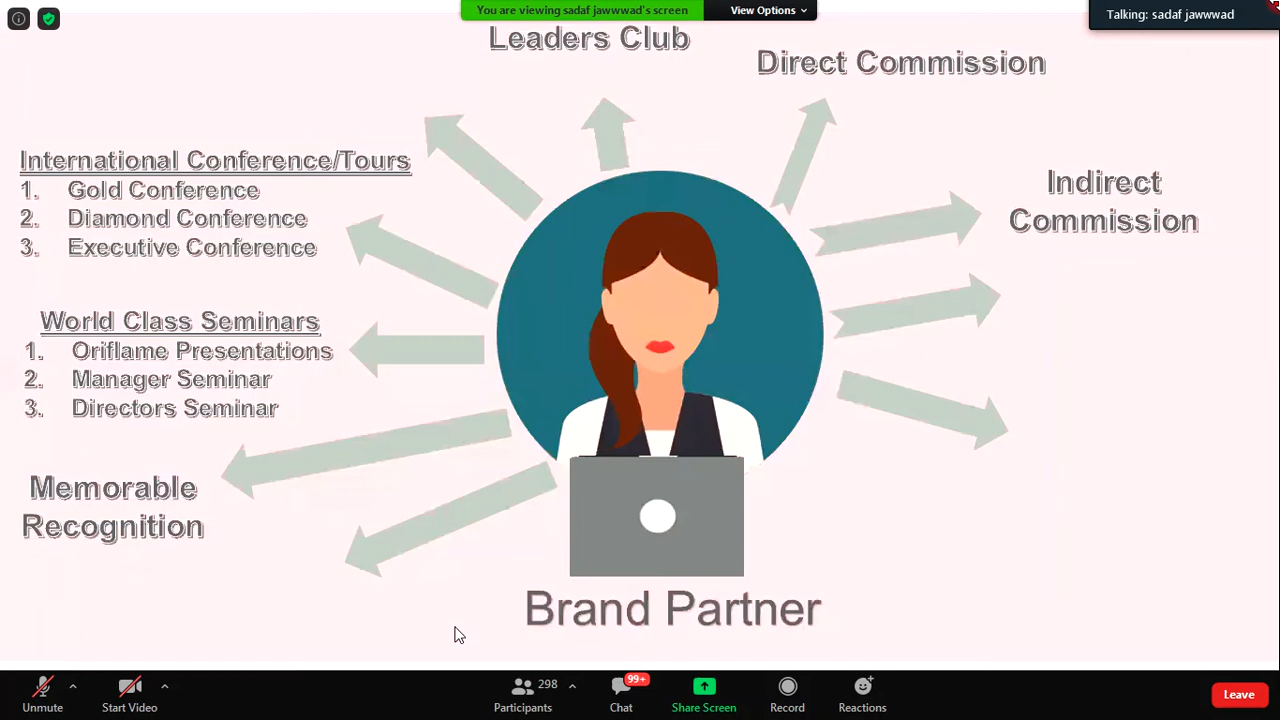 You are viewing sadaf jawwwad's screen
View Options
Talking: sadaf jawwwad
Leaders Club
Direct Commission
International Conference/Tours
1. Gold Conference
2. Diamond Conference
3. Executive Conference
Indirect
Commission
World Class Seminars
1. Oriflame Presentations
2. Manager Seminar
3. Directors Seminar
Memorable
Recognition
Brand Partner
Unmute
Start Video
298
Participants
99+
Chat
Share Screen
Record
Reactions
Leave